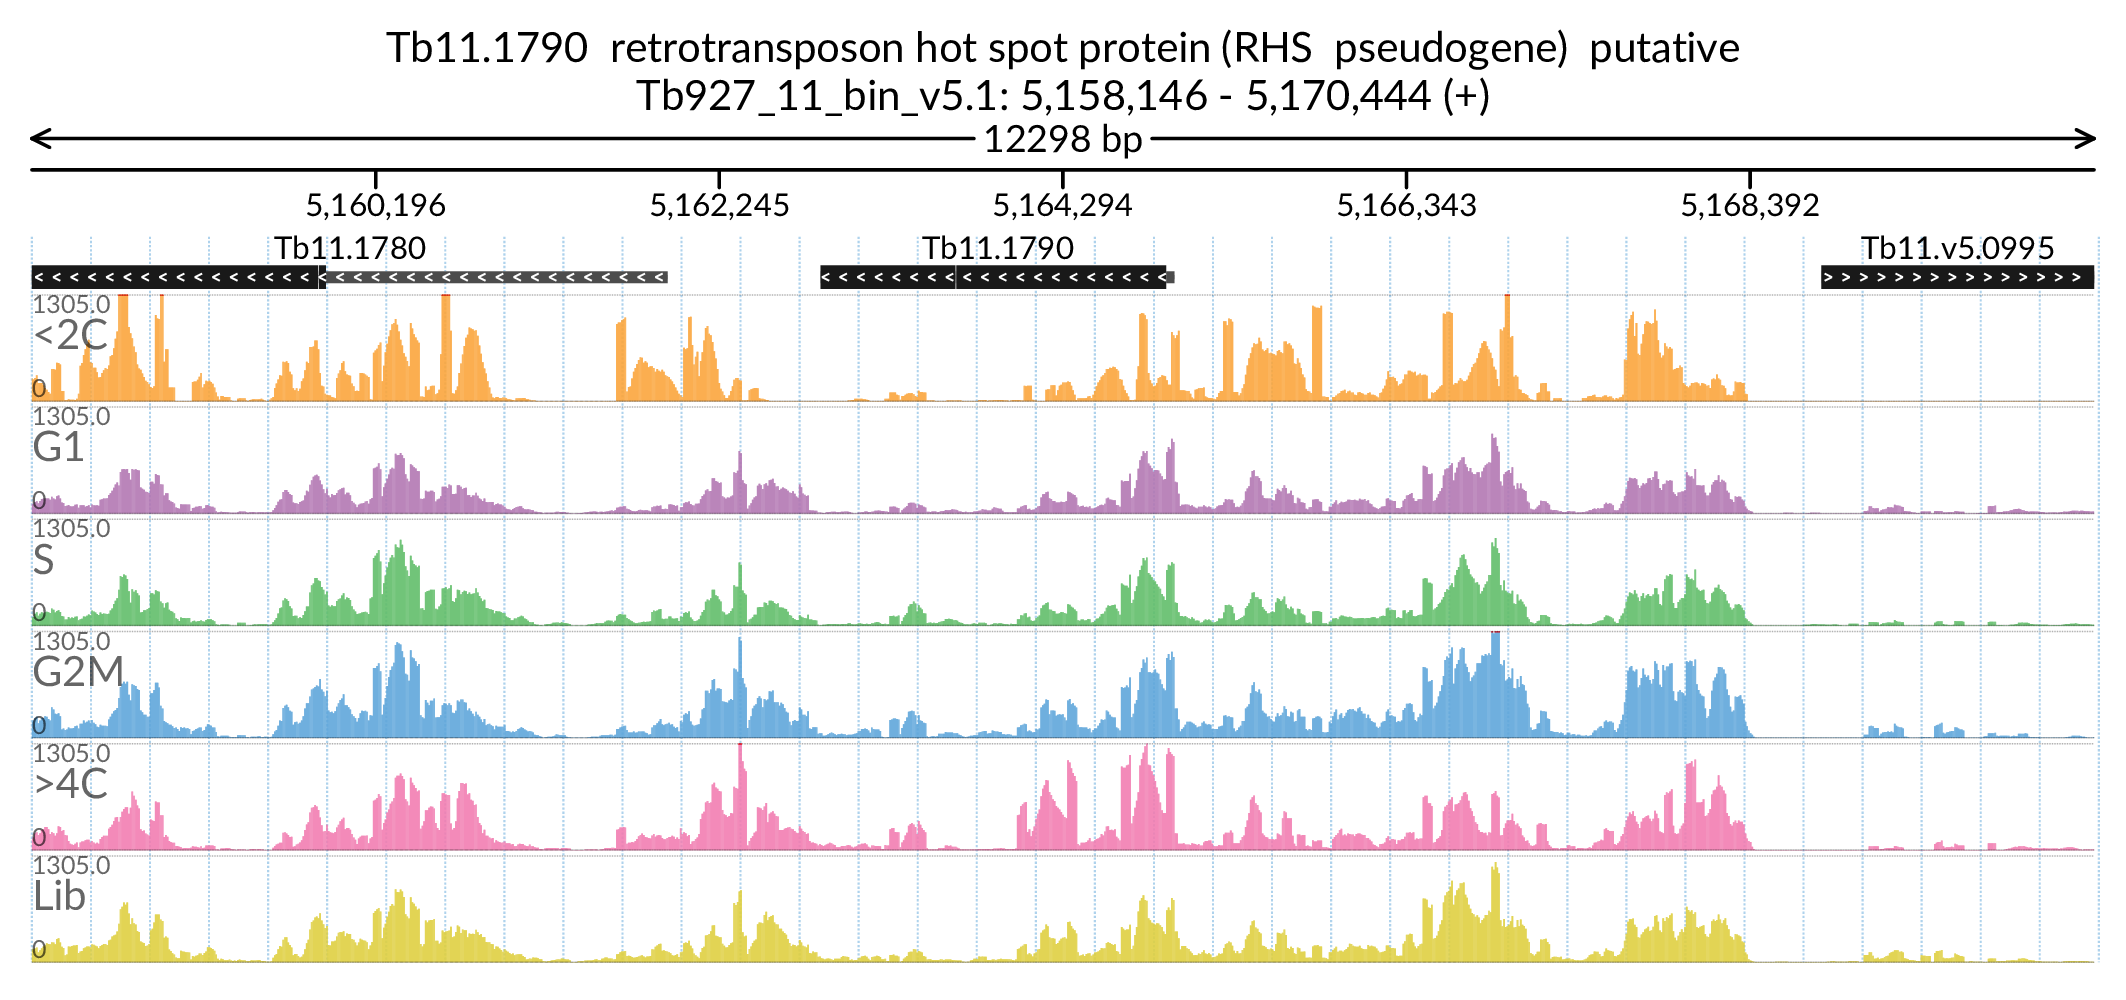 Tb11.1790 retrotransposon hot spot protein (RHS pseudogene) putative
Tb927_11_bin_v5.1: 5,158,146 - 5,170,444 (+)
12298 bp
5,160,196 5,162,245 5,164,294 5,166,343 5,168,392
Tb11.1780 Tb11.1790 Tb11.v5.0995
1305.0
<2C
0
1305.0
G1
0
1305.0
S
0
1305.0
G2M
0
1305.0
>4C
0
1305.0
Lib
0